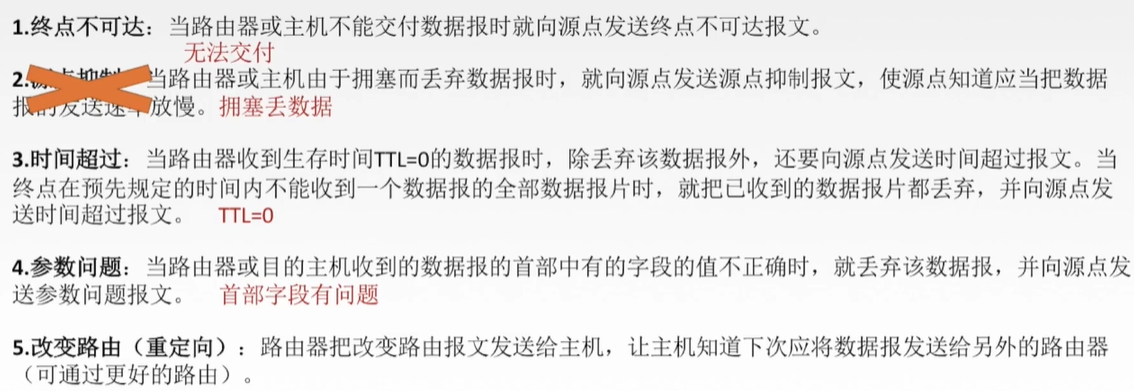 1.终点不可达：当路由器或主机不能交付数据报时就向源点发送终点不可达报文。
无法交付
2.源点抑制：当路由器或主机由于拥塞而丢弃数据报时，就向源点发送源点抑制报文，使源点知道应当把数据
报的发送速率放慢。拥塞丢数据
3.时间超过：当路由器收到生存时间TTL=0的数据报时，除丢弃该数据报外，还要向源点发送时间超过报文。当
终点在预先规定的时间内不能收到一个数据报的全部数据报片时，就把已收到的数据报片都丢弃，并向源点发
送时间超过报文。 TTL=0
4.参数问题：当路由器或目的主机收到的数据报的首部中有的字段的值不正确时，就丢弃该数据报，并向源点发
送参数问题报文。 首部字段有问题
5.改变路由（重定向）：路由器把改变路由报文发送给主机，让主机知道下次应将数据报发送给另外的路由器
（可通过更好的路由）。